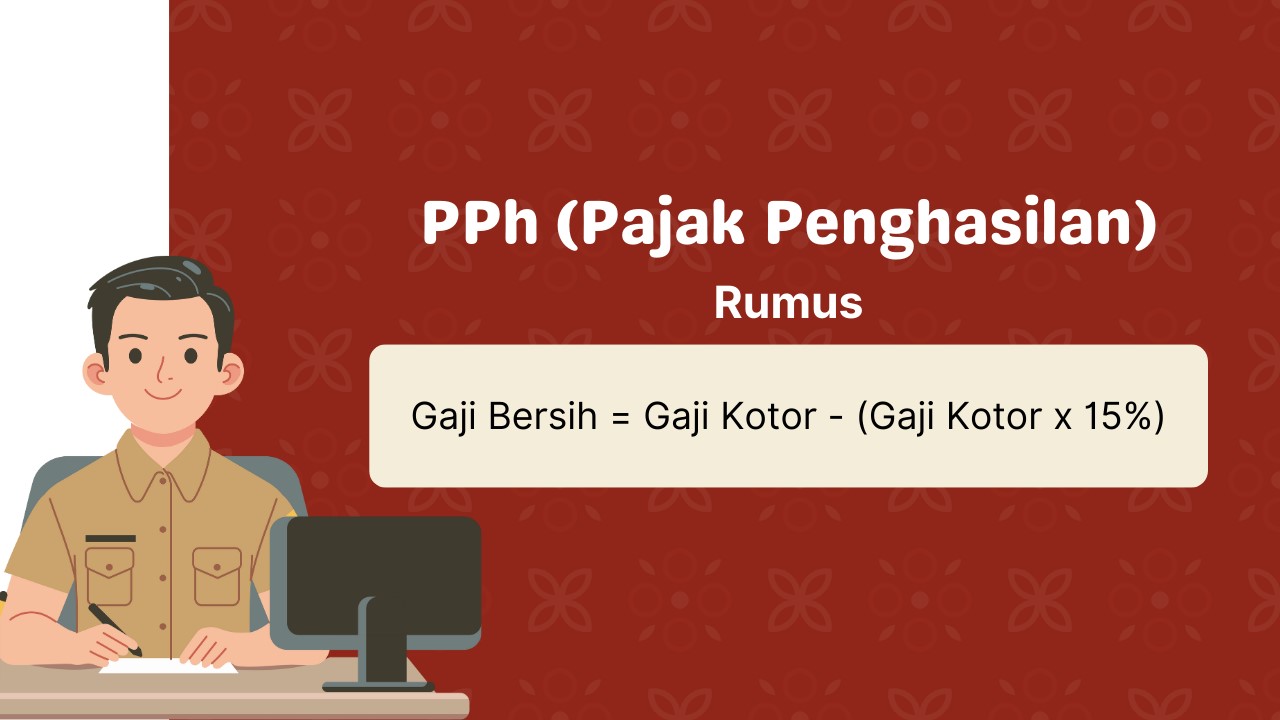 PPh (Pajak Penghasilan)
Rumus
Gaji Bersih = Gaji Kotor - (Gaji Kotor x 15%)